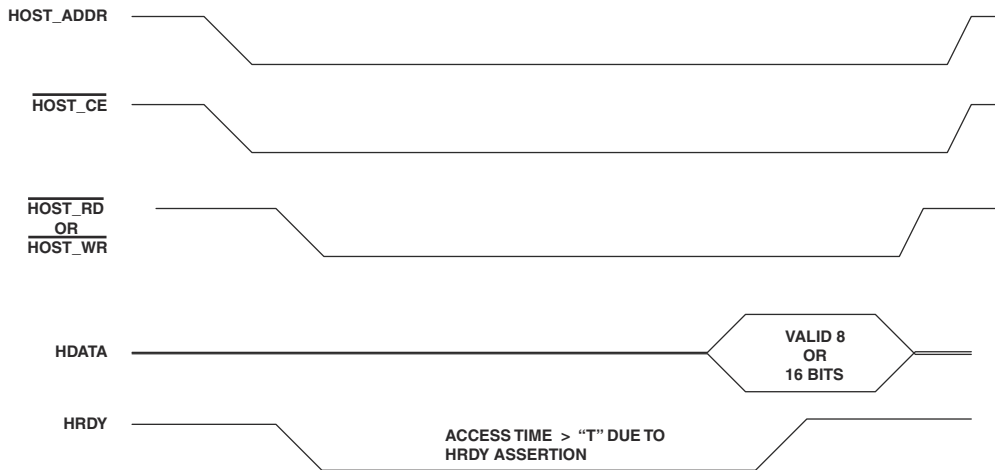 HOST_ADDR
HOST_CE
HOST_RD
OR
HOST_WR
HDATA
VALID 8
OR
16 BITS
HRDY
ACCESS TIME > “T” DUE TO
HRDY ASSERTION